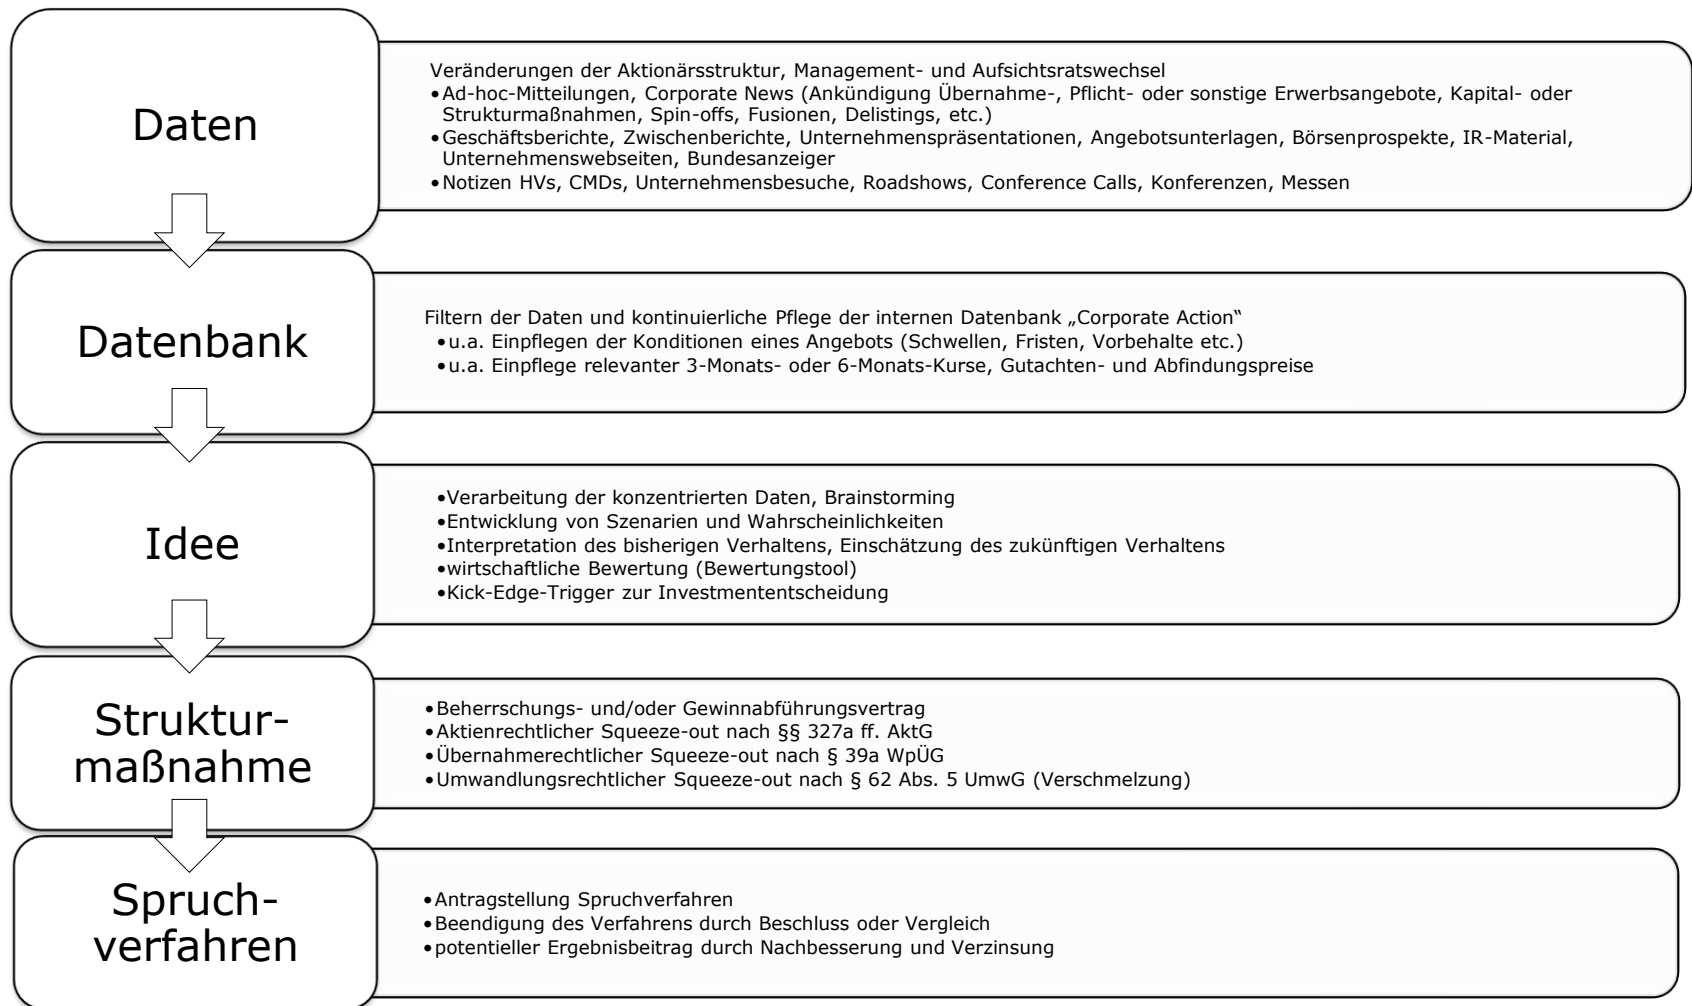 Daten
Veränderungen der Aktionärsstruktur, Management- und Aufsichtsratswechsel
•Ad-hoc-Mitteilungen, Corporate News (Ankündigung Übernahme-, Pflicht- oder sonstige Erwerbsangebote, Kapital- oder
Strukturmaßnahmen, Spin-offs, Fusionen, Delistings, etc.)
•Geschäftsberichte, Zwischenberichte, Unternehmenspräsentationen, Angebotsunterlagen, Börsenprospekte, IR-Material,
Unternehmenswebseiten, Bundesanzeiger
•Notizen HVs, CMDs, Unternehmensbesuche, Roadshows, Conference Calls, Konferenzen, Messen
Datenbank
Filtern der Daten und kontinuierliche Pflege der internen Datenbank „Corporate Action“
•u.a. Einpflegen der Konditionen eines Angebots (Schwellen, Fristen, Vorbehalte etc.)
•u.a. Einpflege relevanter 3-Monats- oder 6-Monats-Kurse, Gutachten- und Abfindungspreise
Idee
•Verarbeitung der konzentrierten Daten, Brainstorming
•Entwicklung von Szenarien und Wahrscheinlichkeiten
•Interpretation des bisherigen Verhaltens, Einschätzung des zukünftigen Verhaltens
•wirtschaftliche Bewertung (Bewertungstool)
•Kick-Edge-Trigger zur Investmententscheidung
Struktur-
maßnahme
•Beherrschungs- und/oder Gewinnabführungsvertrag
•Aktienrechtlicher Squeeze-out nach §§ 327a ff. AktG
•Übernahmerechtlicher Squeeze-out nach § 39a WpÜG
•Umwandlungsrechtlicher Squeeze-out nach § 62 Abs. 5 UmwG (Verschmelzung)
Spruch-
verfahren
•Antragstellung Spruchverfahren
•Beendigung des Verfahrens durch Beschluss oder Vergleich
•potentieller Ergebnisbeitrag durch Nachbesserung und Verzinsung